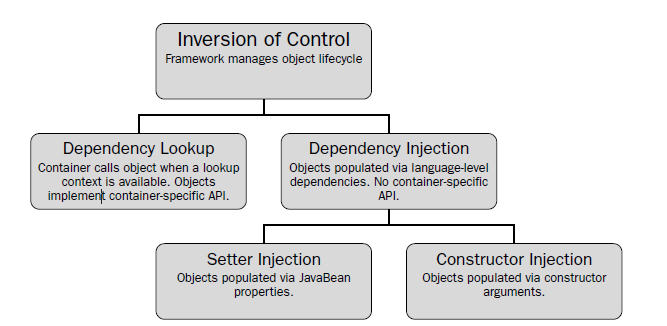 Inversion of Control
Framework manages object lifecycle
Dependency Lookup
Container calls object when a lookup
context is available. Objects
implement container-specific API.
Dependency Injection
Objects populated via language-level
dependencies. No container-specific
API.
Setter Injection
Objects populated via JavaBean
properties.
Constructor Injection
Objects populated via constructor
arguments.